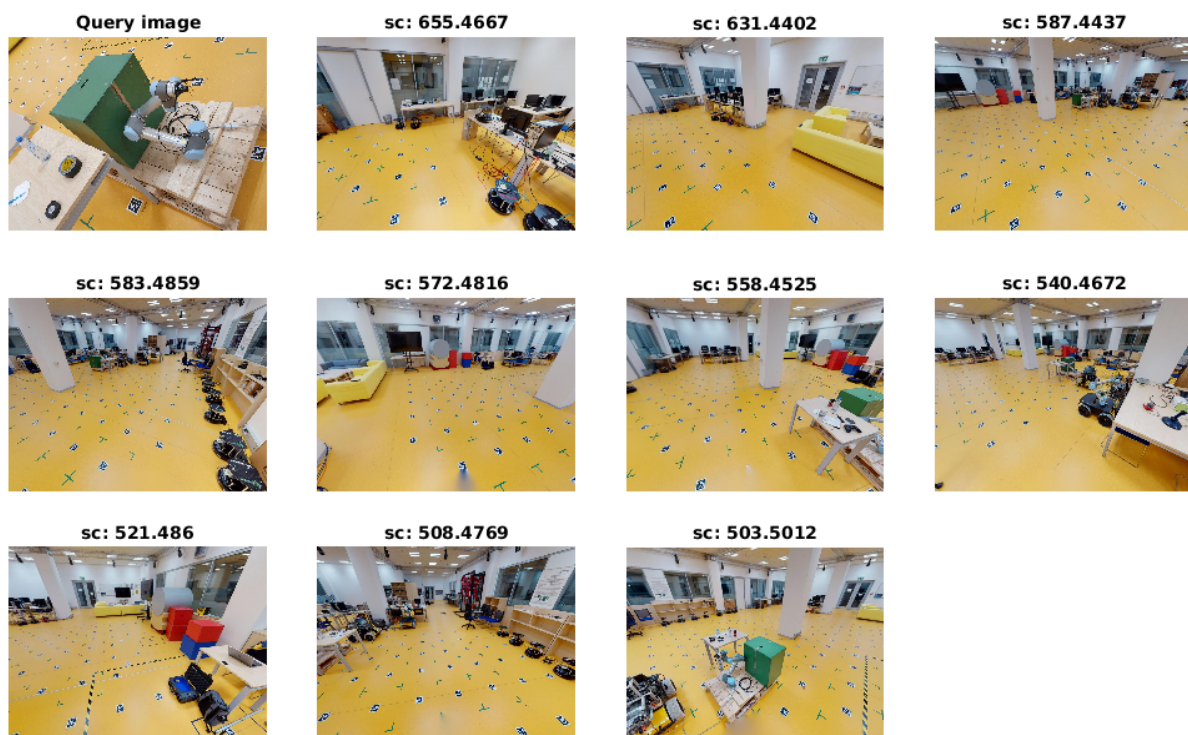 Query image
sc: 655.4667
sc: 631.4402
sc: 587.4437
sc: 583.4859
sc: 572.4816
sc: 558.4525
sc: 540.4672
sc: 521.486
sc: 508.4769
sc: 503.5012